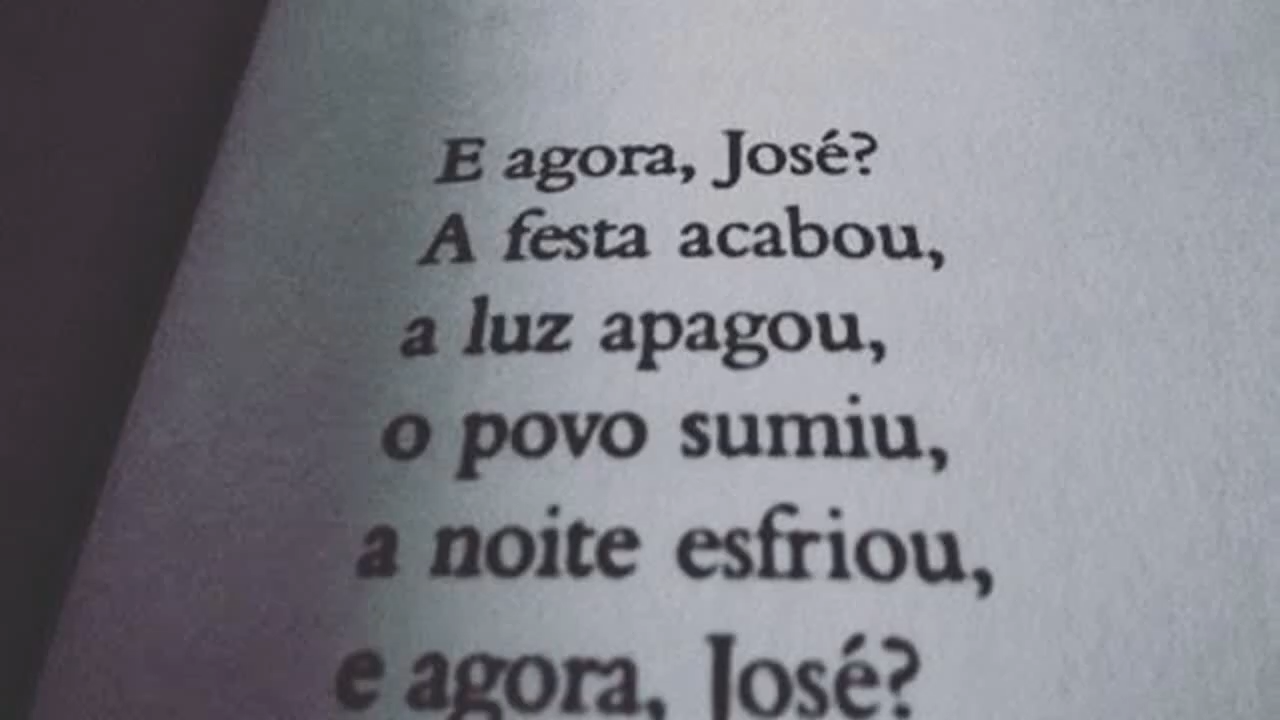 E agora, José?
A festa acabou,
a luz apagou,
o povo sumiu,
a noite esfriou,
e agora, José?